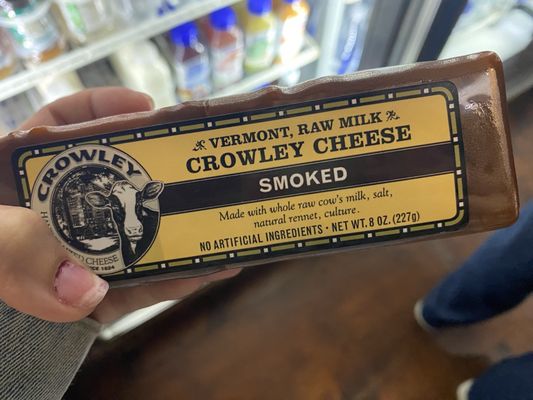 VERMONT, RAW MILK
CROWLEY CHEESE
SMOKED
Made with whole raw cow's milk, salt,
natural rennet, culture.
NO ARTIFICIAL INGREDIENTS • NET WT. 8 OZ. (227g)
CROWLEY
CHEESE